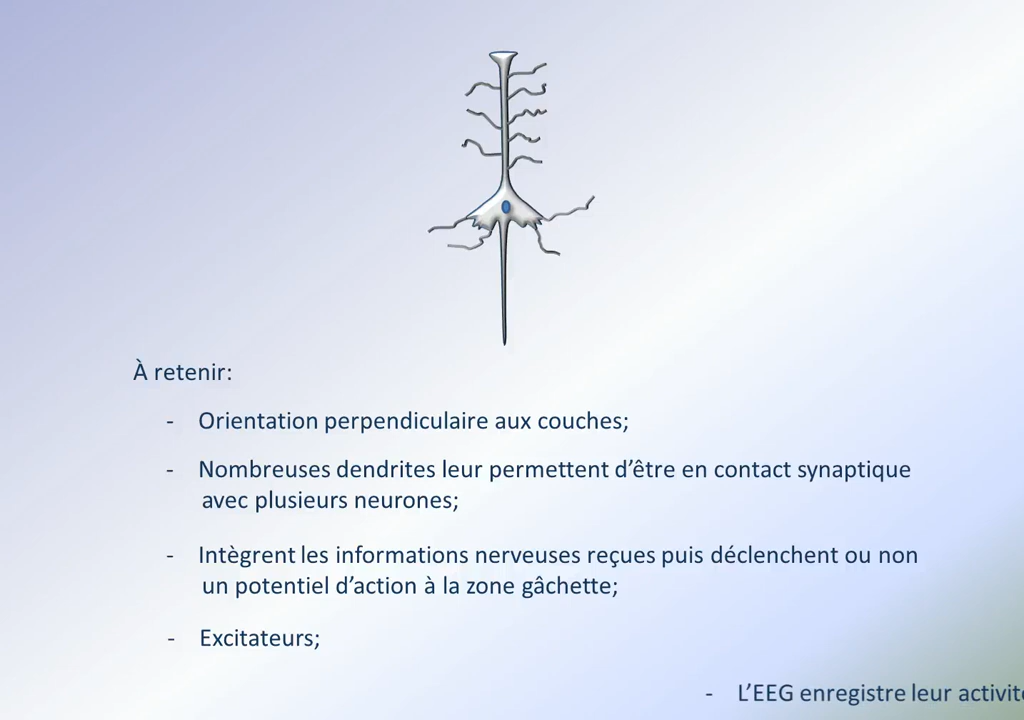 À retenir:
- Orientation perpendiculaire aux couches;
- Nombreuses dendrites leur permettent d’être en contact synaptique
avec plusieurs neurones;
- Intègrent les informations nerveuses reçues puis déclenchent ou non
un potentiel d’action à la zone gâchette;
- Excitateurs;
- L’EEG enregistre leur activité